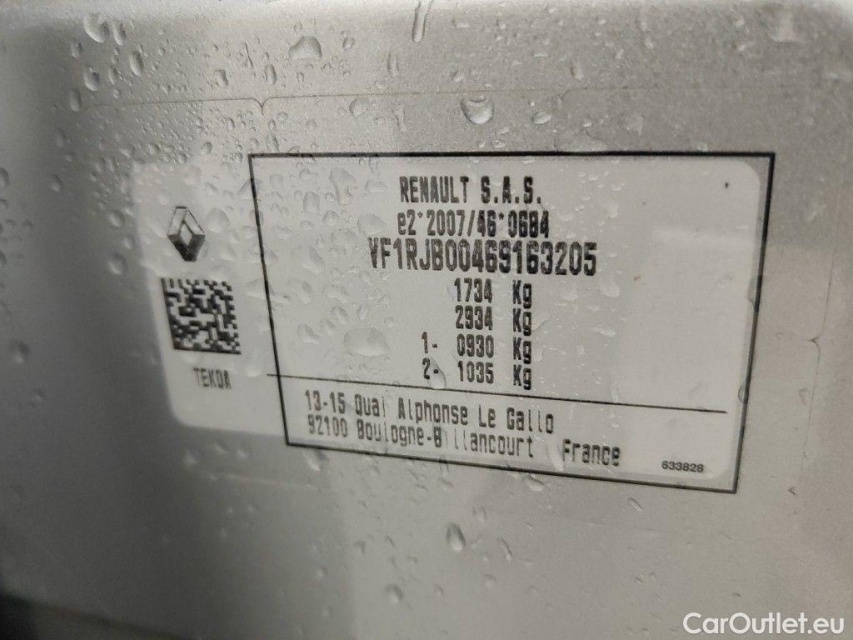 RENAULT S.A.S.
e2*2007/46*0684
VF1RJB00469163205
1734 Kg
2934 Kg
1- 0930 Kg
2- 1035 Kg
TEKDA
13-15 Quai Alphonse Le Gallo
92100 Boulogne-Billancourt France
633828
CarOutlet.eu